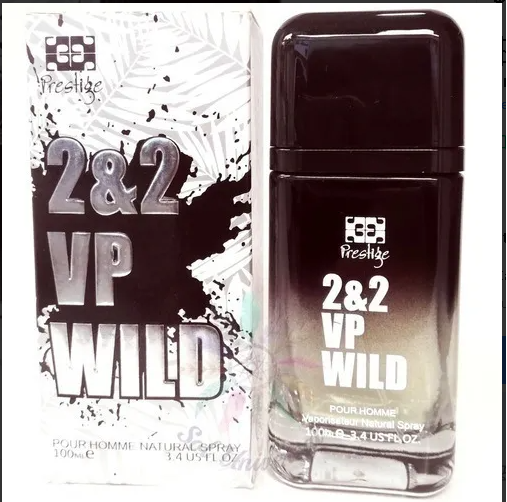 Prestige
2&2
VP
WILD
POUR HOMME NATURAL SPRAY
100ML e 3.4 US FL OZ
Prestige
2&2
VP
WILD
POUR HOMME
Vaporisateur Natural Spray
100ML e 3.4 US FL OZ.